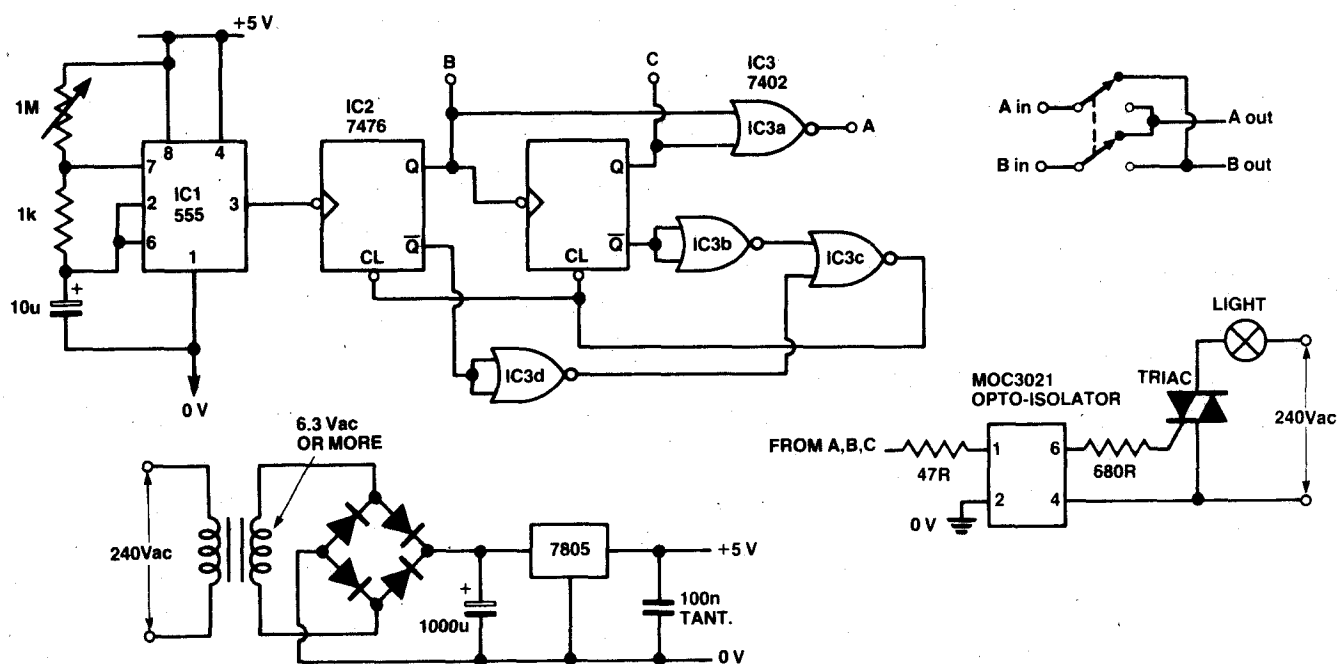 +5 V
1M
1k
10u
+
8
4
7
2
6
3
1
IC1
555
0 V
IC2
7476
Q
Q̅
CL
B
Q
Q̅
CL
C
IC3
7402
IC3a
A
IC3b
IC3c
IC3d
A in
B in
A out
B out
LIGHT
TRIAC
240Vac
MOC3021
OPTO-ISOLATOR
FROM A,B,C
47R
1
2
6
4
680R
0 V
6.3 Vac
OR MORE
240Vac
+
1000u
7805
100n
TANT.
+5 V
0 V